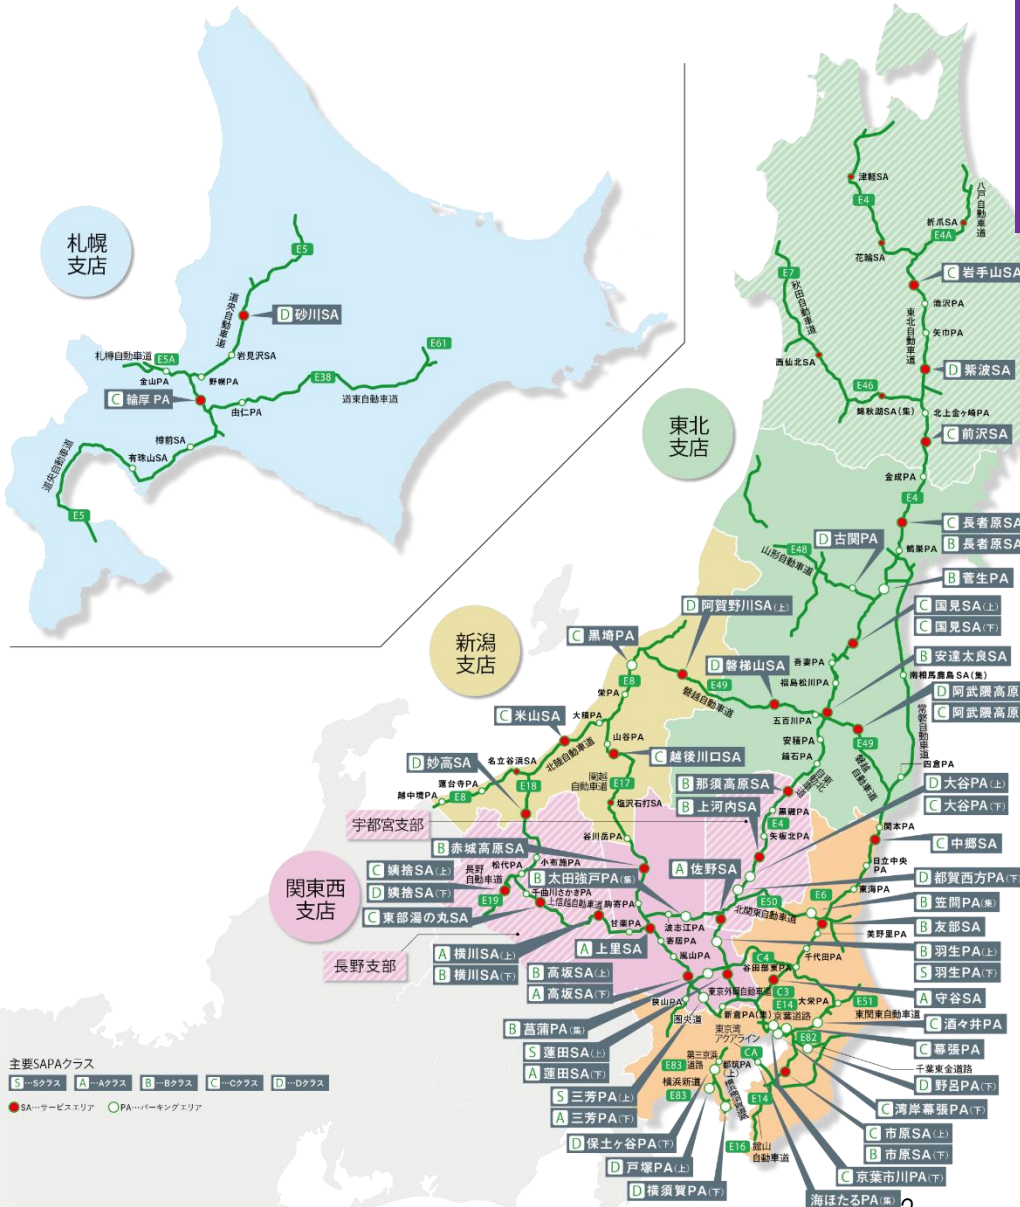 札幌
支店
E5
道央自動車道
D 砂川SA
岩見沢SA
札樽自動車道
E5A
金山PA
野幌PA
E61
E38
道東自動車道
C 輪厚 PA
由仁PA
樽前SA
有珠山SA
道央自動車道
E5
東北
支店
津軽SA
E4
八戸自動車道
折爪SA
E4A
花輪SA
C 岩手山SA
E7
秋田自動車道
滝沢PA
東北自動車道
矢巾PA
西仙北SA
D 紫波SA
E46
錦秋湖SA(集)
北上金ヶ崎PA
C 前沢SA
金成PA
E4
C 長者原SA
B 長者原SA
D 古関PA
E48
山形自動車道
鶴巣PA
B 菅生PA
C 国見SA(上)
C 国見SA(下)
吾妻PA
B 安達太良SA
福島松川PA
南相馬鹿島SA(集)
D 阿武隈高原
C 阿武隈高原
五百川PA
常磐自動車道
安積PA
E49
鏡石PA
磐越自動車道
四倉PA
東北自動車道
新潟
支店
D 阿賀野川SA(上)
C 黒埼PA
D 磐梯山SA
E8
E49
磐越自動車道
栄PA
C 米山SA
大積PA
山谷PA
北陸自動車道
C 越後川口SA
D 妙高SA
名立谷浜SA
関越自動車道
E17
蓮台寺PA
E18
越中境PA
E8
塩沢石打SA
谷川岳PA
B 那須高原SA
B 上河内SA
黒磯PA
E4
矢板北PA
D 大谷PA(上)
C 大谷PA(下)
関本PA
C 中郷SA
日立中央PA
宇都宮支部
関東西
支店
長野支部
B 赤城高原SA
A 佐野SA
D 都賀西方PA(下)
C 姨捨SA(上)
D 姨捨SA(下)
松代PA
小布施PA
長野自動車道
B 太田強戸PA(集)
千曲川さかきPA
上信越自動車道
駒寄PA
E19
C 東部湯の丸SA
甘楽PA
波志江PA
E50
北関東自動車道
E6
東海PA
B 笠間PA(集)
B 友部SA
美野里PA
A 横川SA(上)
B 横川SA(下)
A 上里SA
寄居PA
嵐山PA
千代田PA
B 羽生PA(上)
S 羽生PA(下)
B 高坂SA(上)
A 高坂SA(下)
C4
谷田部東PA
東京外環自動車道
C3
A 守谷SA
狭山PA
E14
大栄PA
E51
圏央道
新倉PA(集)
京葉道路
東関東自動車道
C 酒々井PA
B 菖蒲PA(集)
東京湾
アクアライン
E82
C 幕張PA
S 蓮田SA(上)
A 蓮田SA(下)
第三京浜
道路
CA
千葉東金道路
E83
都筑PA
(上)
D 野呂PA(下)
横浜新道
E83
S 三芳PA(上)
A 三芳PA(下)
E14
C 湾岸幕張PA(下)
D 保土ヶ谷PA(下)
C 市原SA(上)
B 市原SA(下)
E16
館山
自動車道
D 戸塚PA(上)
C 京葉市川PA(下)
D 横須賀PA(下)
海ほたるPA(集)
主要SAPAクラス
S…Sクラス A…Aクラス B…Bクラス C…Cクラス D…Dクラス
SA…サービスエリア PA…パーキングエリア